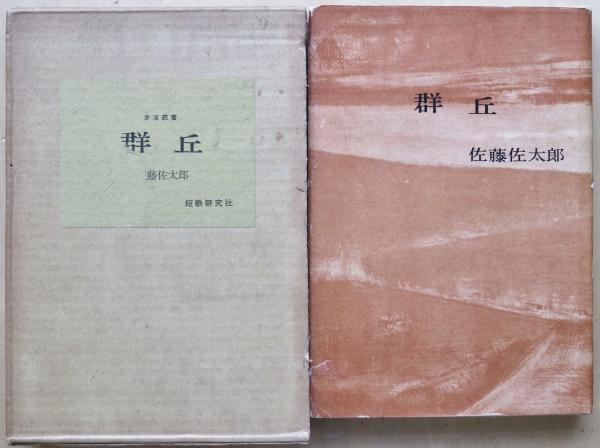 歩道叢書
群丘
藤佐太郎
短歌研究社
群丘
佐藤佐太郎